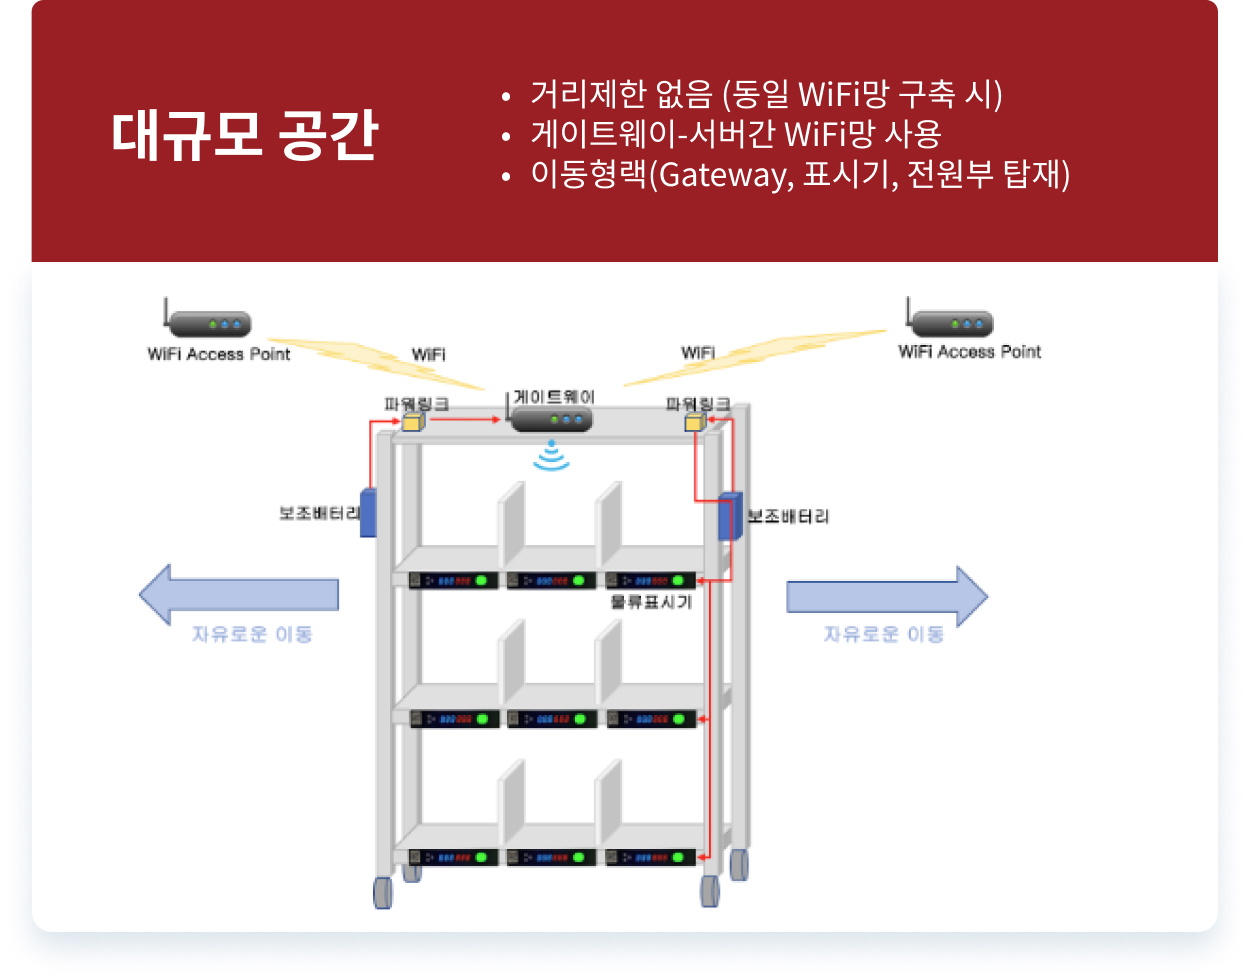 대규모 공간
• 거리제한 없음 (동일 WiFi망 구축 시)
• 게이트웨이-서버간 WiFi망 사용
• 이동형랙(Gateway, 표시기, 전원부 탑재)
WiFi Access Point
WiFi
WiFi
WiFi Access Point
파워링크
게이트웨이
파워링크
보조배터리
보조배터리
물류표시기
자유로운 이동
자유로운 이동